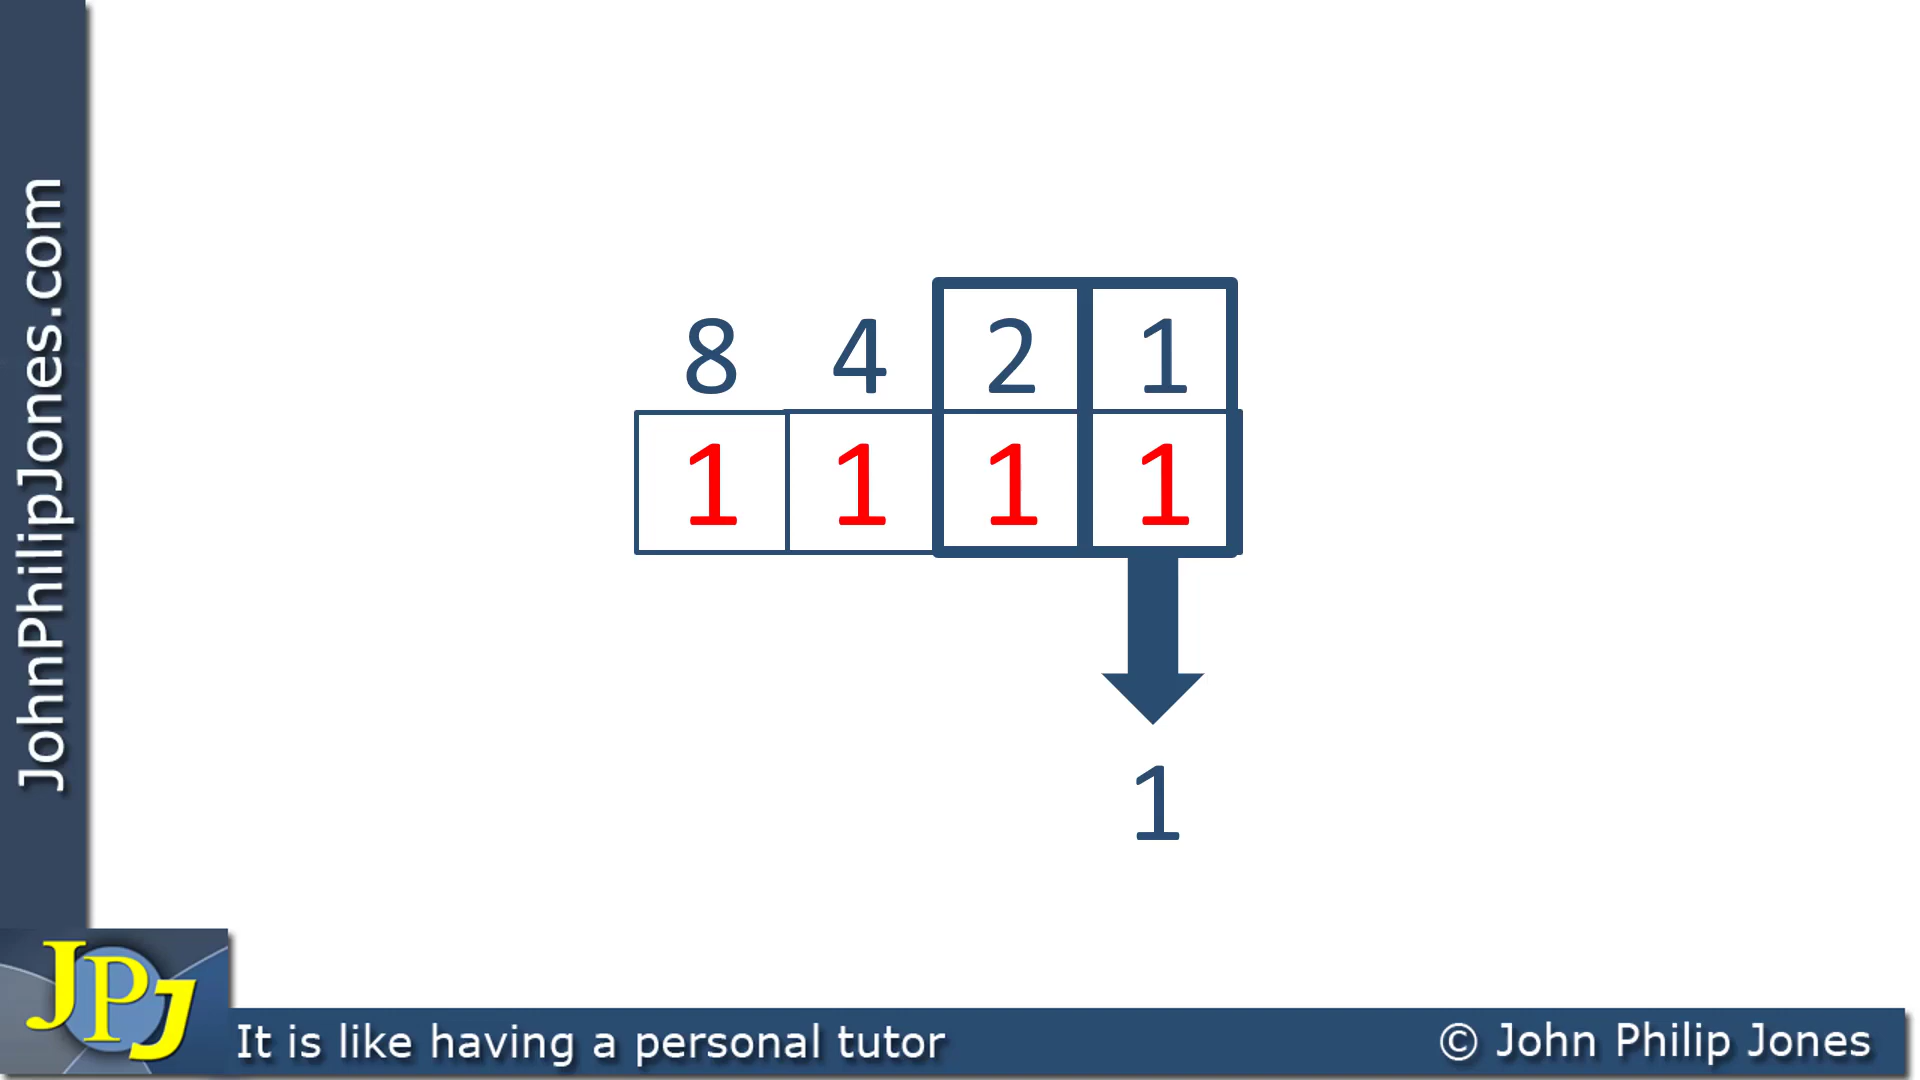 JohnPhilipJones.com
8 4 2 1
1 1 1 1
1
JPJ
It is like having a personal tutor
© John Philip Jones